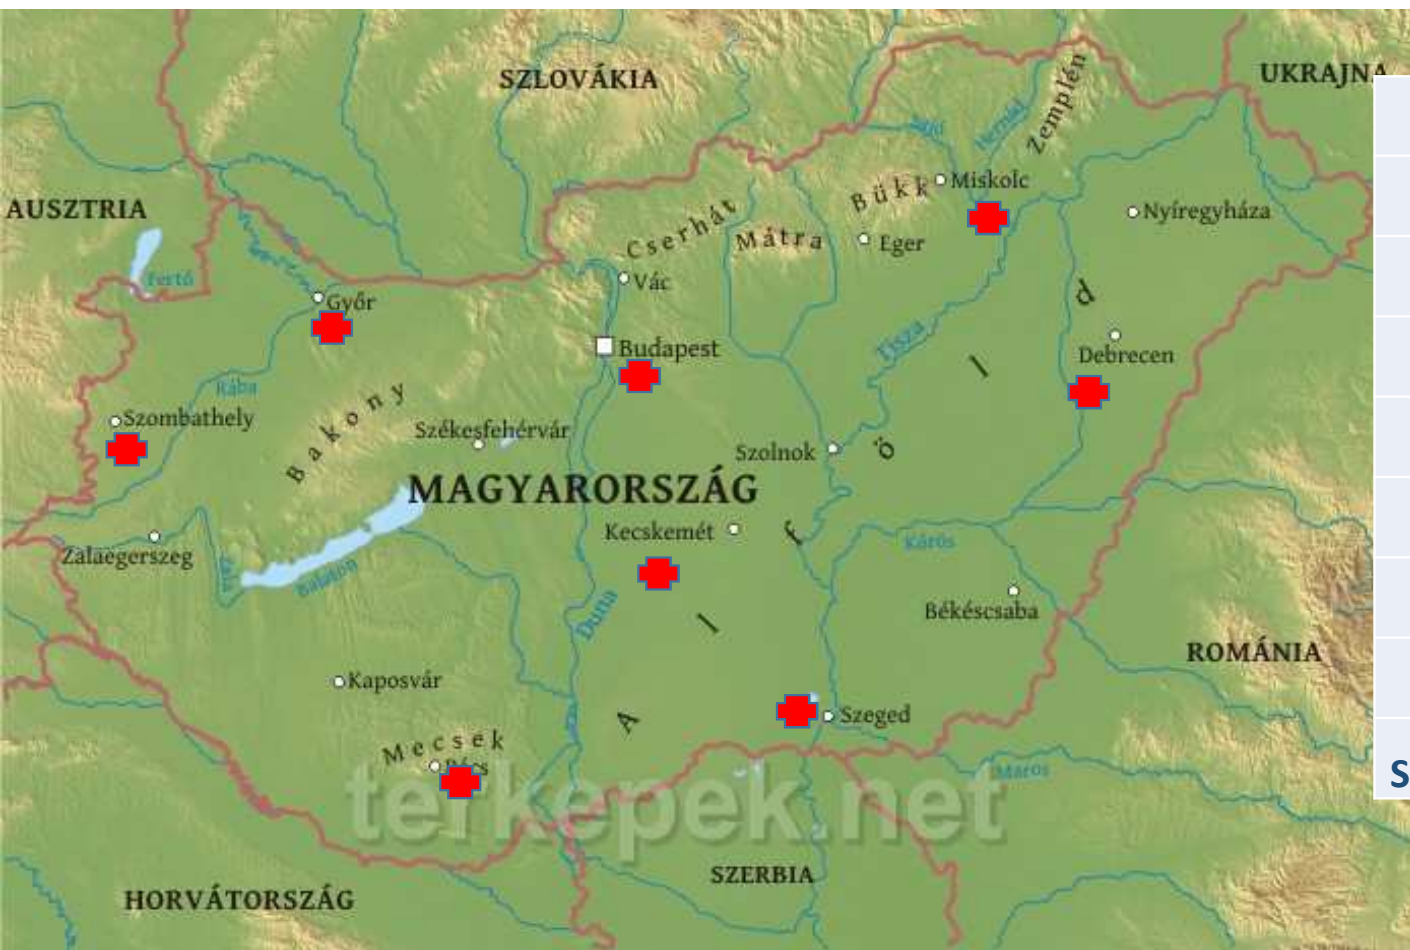 SZLOVÁKIA
UKRAJNA
Zemplén
Sajó
Hernád
Miskolc
Bükk
Nyíregyháza
AUSZTRIA
Cserhát
Mátra
Eger
Fertő
Vác
Győr
d
Tisza
Budapest
Debrecen
l
Rába
Bakony
Szombathely
Székesfehérvár
Szolnok
ö
MAGYARORSZÁG
Kecskemét
f
Körös
Zalaegerszeg
Zala
Balaton
Duna
Békéscsaba
l
ROMÁNIA
Kaposvár
A
Szeged
Mecsek
Pécs
Maros
S
terkepek.net
SZERBIA
HORVÁTORSZÁG